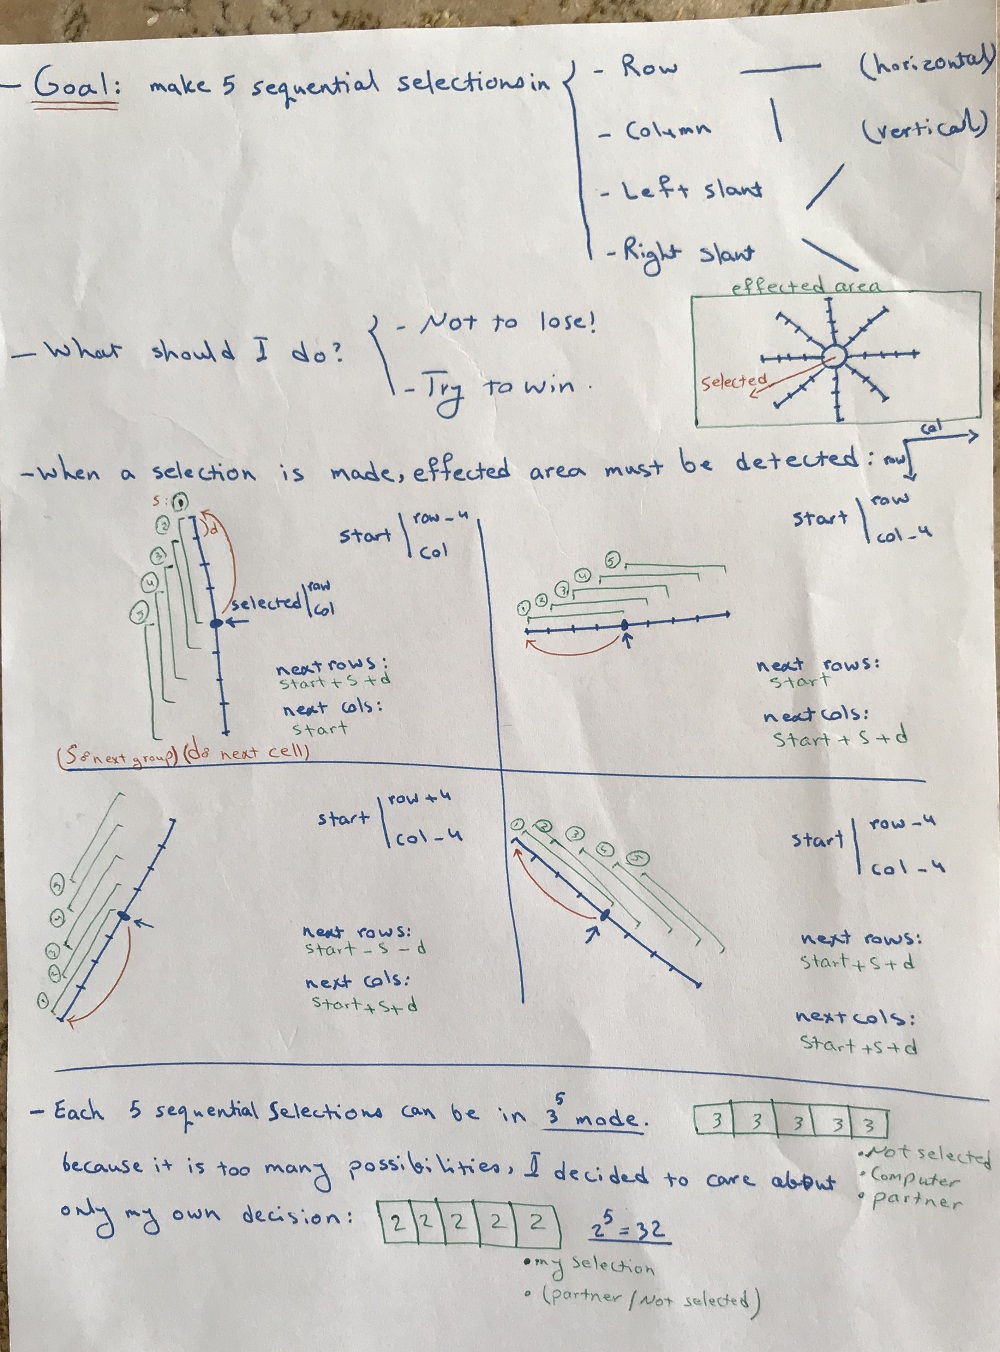 - Goal: make 5 sequential selections in
- Row (horizontal)
- Column (vertical)
- Left slant
- Right slant
effected area
selected
- What should I do?
- Not to lose!
- Try to win.
- When a selection is made, effected area must be detected:
col
row
s: 1
2
3
4
5
d
selected row
col
start row-4
col
next rows:
start + s + d
next cols:
start
(s: next group) (d: next cell)
start row
col-4
1 2 3 4 5
next rows:
start
next cols:
start + s + d
start row+4
col-4
1
2
3
4
5
next rows:
start - s - d
next cols:
start + s + d
start row-4
col-4
1 2 3 4 5
next rows:
start + s + d
next cols:
start + s + d
- Each 5 sequential selections can be in 3^5 mode.
3 3 3 3 3
• Not selected
• Computer
• partner
because it is too many possibilities, I decided to care about
only my own decision:
2 2 2 2 2
2^5 = 32
• my selection
• (partner / Not selected)